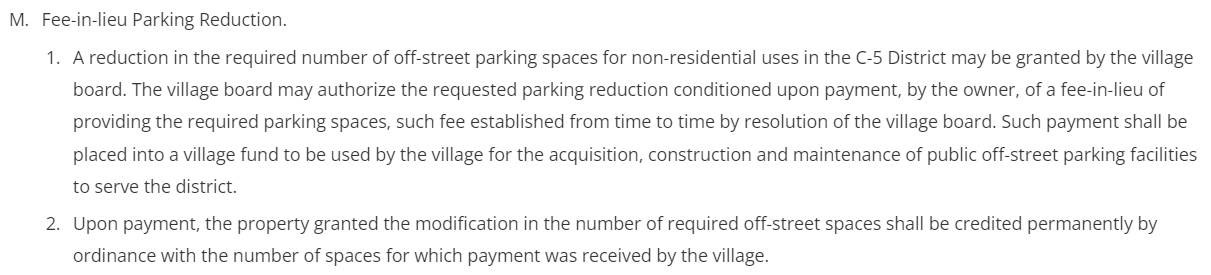 M. Fee-in-lieu Parking Reduction.
1. A reduction in the required number of off-street parking spaces for non-residential uses in the C-5 District may be granted by the village
board. The village board may authorize the requested parking reduction conditioned upon payment, by the owner, of a fee-in-lieu of
providing the required parking spaces, such fee established from time to time by resolution of the village board. Such payment shall be
placed into a village fund to be used by the village for the acquisition, construction and maintenance of public off-street parking facilities
to serve the district.
2. Upon payment, the property granted the modification in the number of required off-street spaces shall be credited permanently by
ordinance with the number of spaces for which payment was received by the village.